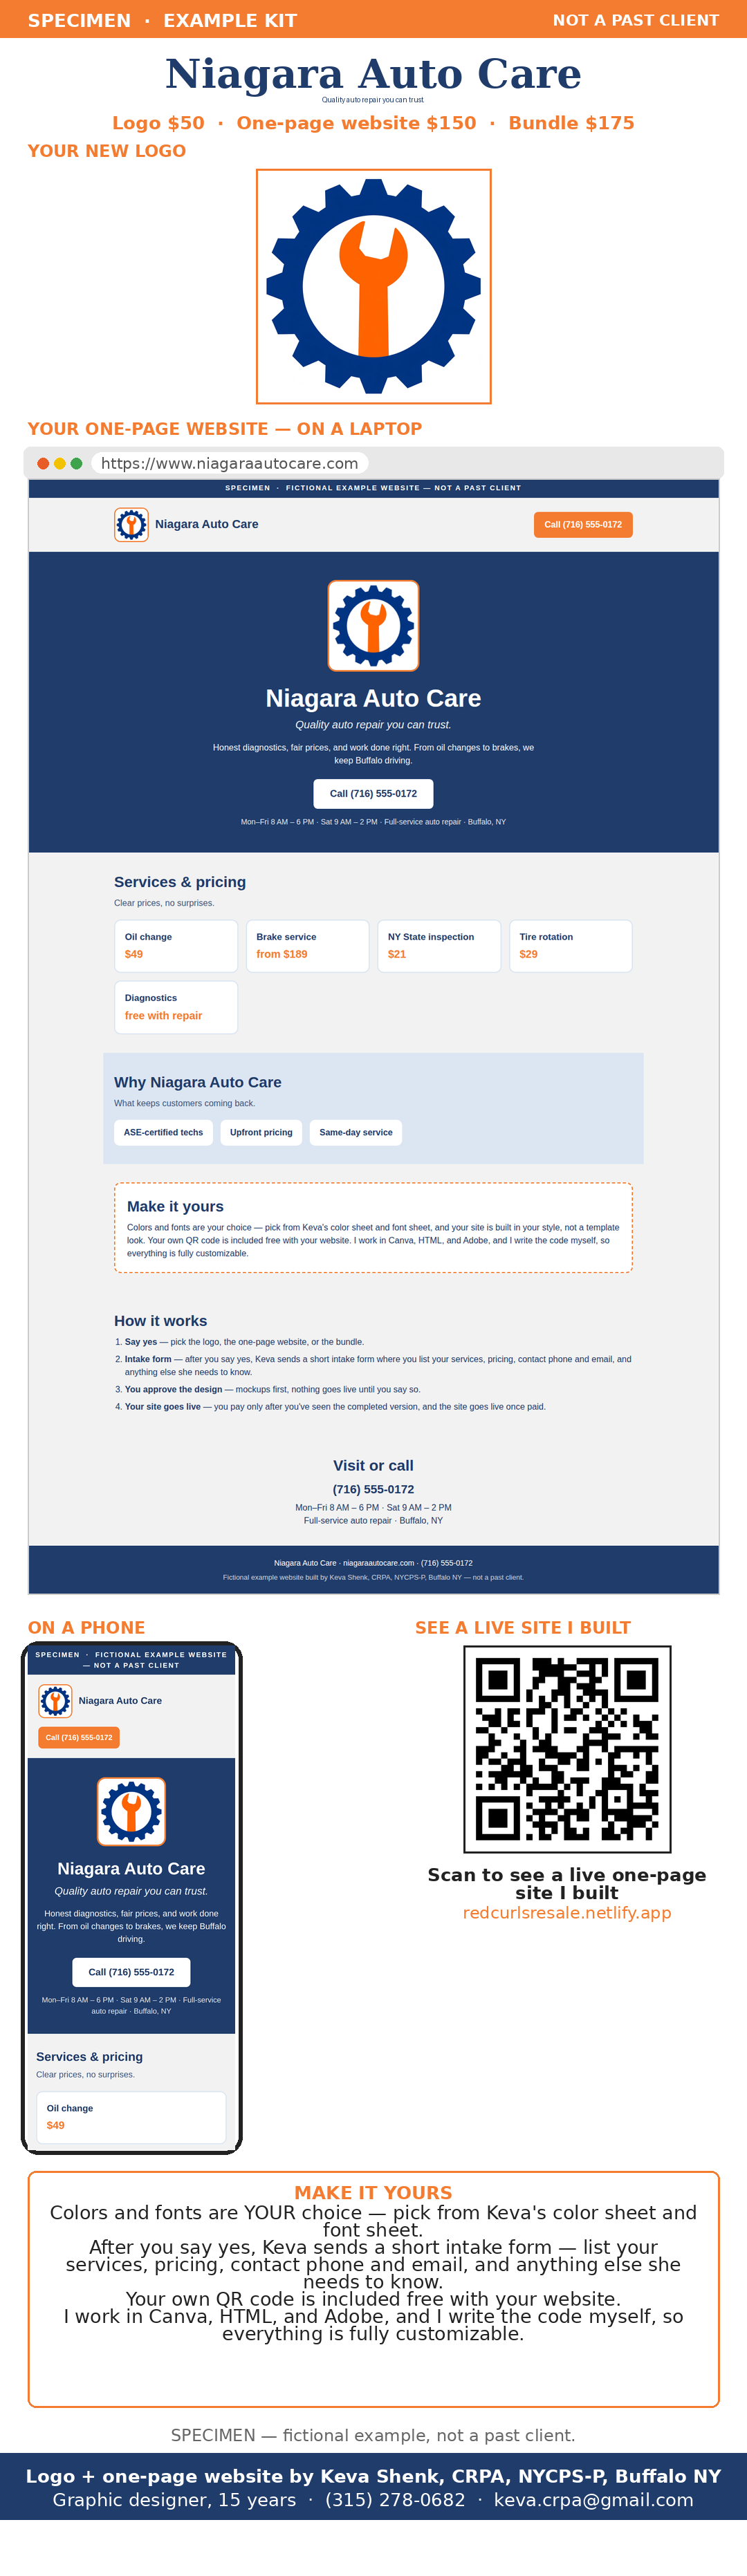 SPECIMEN · EXAMPLE KIT
NOT A PAST CLIENT
Niagara Auto Care
Quality auto repair you can trust
Logo $50 · One-page website $150 · Bundle $175
YOUR NEW LOGO
YOUR ONE-PAGE WEBSITE — ON A LAPTOP
https://www.niagaraautocare.com
SPECIMEN · FICTIONAL EXAMPLE WEBSITE — NOT A PAST CLIENT
Niagara Auto Care
Call (716) 555-0172
Niagara Auto Care
Quality auto repair you can trust.
Honest diagnostics, fair prices, and work done right. From oil changes to brakes, we
keep Buffalo driving.
Call (716) 555-0172
Mon–Fri 8 AM – 6 PM · Sat 9 AM – 2 PM · Full-service auto repair · Buffalo, NY
Services & pricing
Clear prices, no surprises.
Oil change
$49
Brake service
from $189
NY State inspection
$21
Tire rotation
$29
Diagnostics
free with repair
Why Niagara Auto Care
What keeps customers coming back.
ASE-certified techs
Upfront pricing
Same-day service
Make it yours
Colors and fonts are your choice — pick from Keva's color sheet and font sheet, and your site is built in your style, not a template
look. Your own QR code is included free with your website. I work in Canva, HTML, and Adobe, and I write the code myself, so
everything is fully customizable.
How it works
1. Say yes — pick the logo, the one-page website, or the bundle.
2. Intake form — after you say yes, Keva sends a short intake form where you list your services, pricing, contact phone and email, and
anything else she needs to know.
3. You approve the design — mockups first, nothing goes live until you say so.
4. Your site goes live — you pay only after you've seen the completed version, and the site goes live once paid.
Visit or call
(716) 555-0172
Mon–Fri 8 AM – 6 PM · Sat 9 AM – 2 PM
Full-service auto repair · Buffalo, NY
Niagara Auto Care · niagaraautocare.com · (716) 555-0172
Fictional example website built by Keva Shenk, CRPA, NYCPS-P, Buffalo NY — not a past client.
ON A PHONE
SPECIMEN · FICTIONAL EXAMPLE WEBSITE
— NOT A PAST CLIENT
Niagara Auto Care
Call (716) 555-0172
Niagara Auto Care
Quality auto repair you can trust.
Honest diagnostics, fair prices, and work done
right. From oil changes to brakes, we keep Buffalo
driving.
Call (716) 555-0172
Mon–Fri 8 AM – 6 PM · Sat 9 AM – 2 PM · Full-service
auto repair · Buffalo, NY
Services & pricing
Clear prices, no surprises.
Oil change
$49
SEE A LIVE SITE I BUILT
Scan to see a live one-page
site I built
redcurlsresale.netlify.app
MAKE IT YOURS
Colors and fonts are YOUR choice — pick from Keva's color sheet and
font sheet.
After you say yes, Keva sends a short intake form — list your
services, pricing, contact phone and email, and anything else she
needs to know.
Your own QR code is included free with your website.
I work in Canva, HTML, and Adobe, and I write the code myself, so
everything is fully customizable.
SPECIMEN — fictional example, not a past client.
Logo + one-page website by Keva Shenk, CRPA, NYCPS-P, Buffalo NY
Graphic designer, 15 years · (315) 278-0682 · keva.crpa@gmail.com